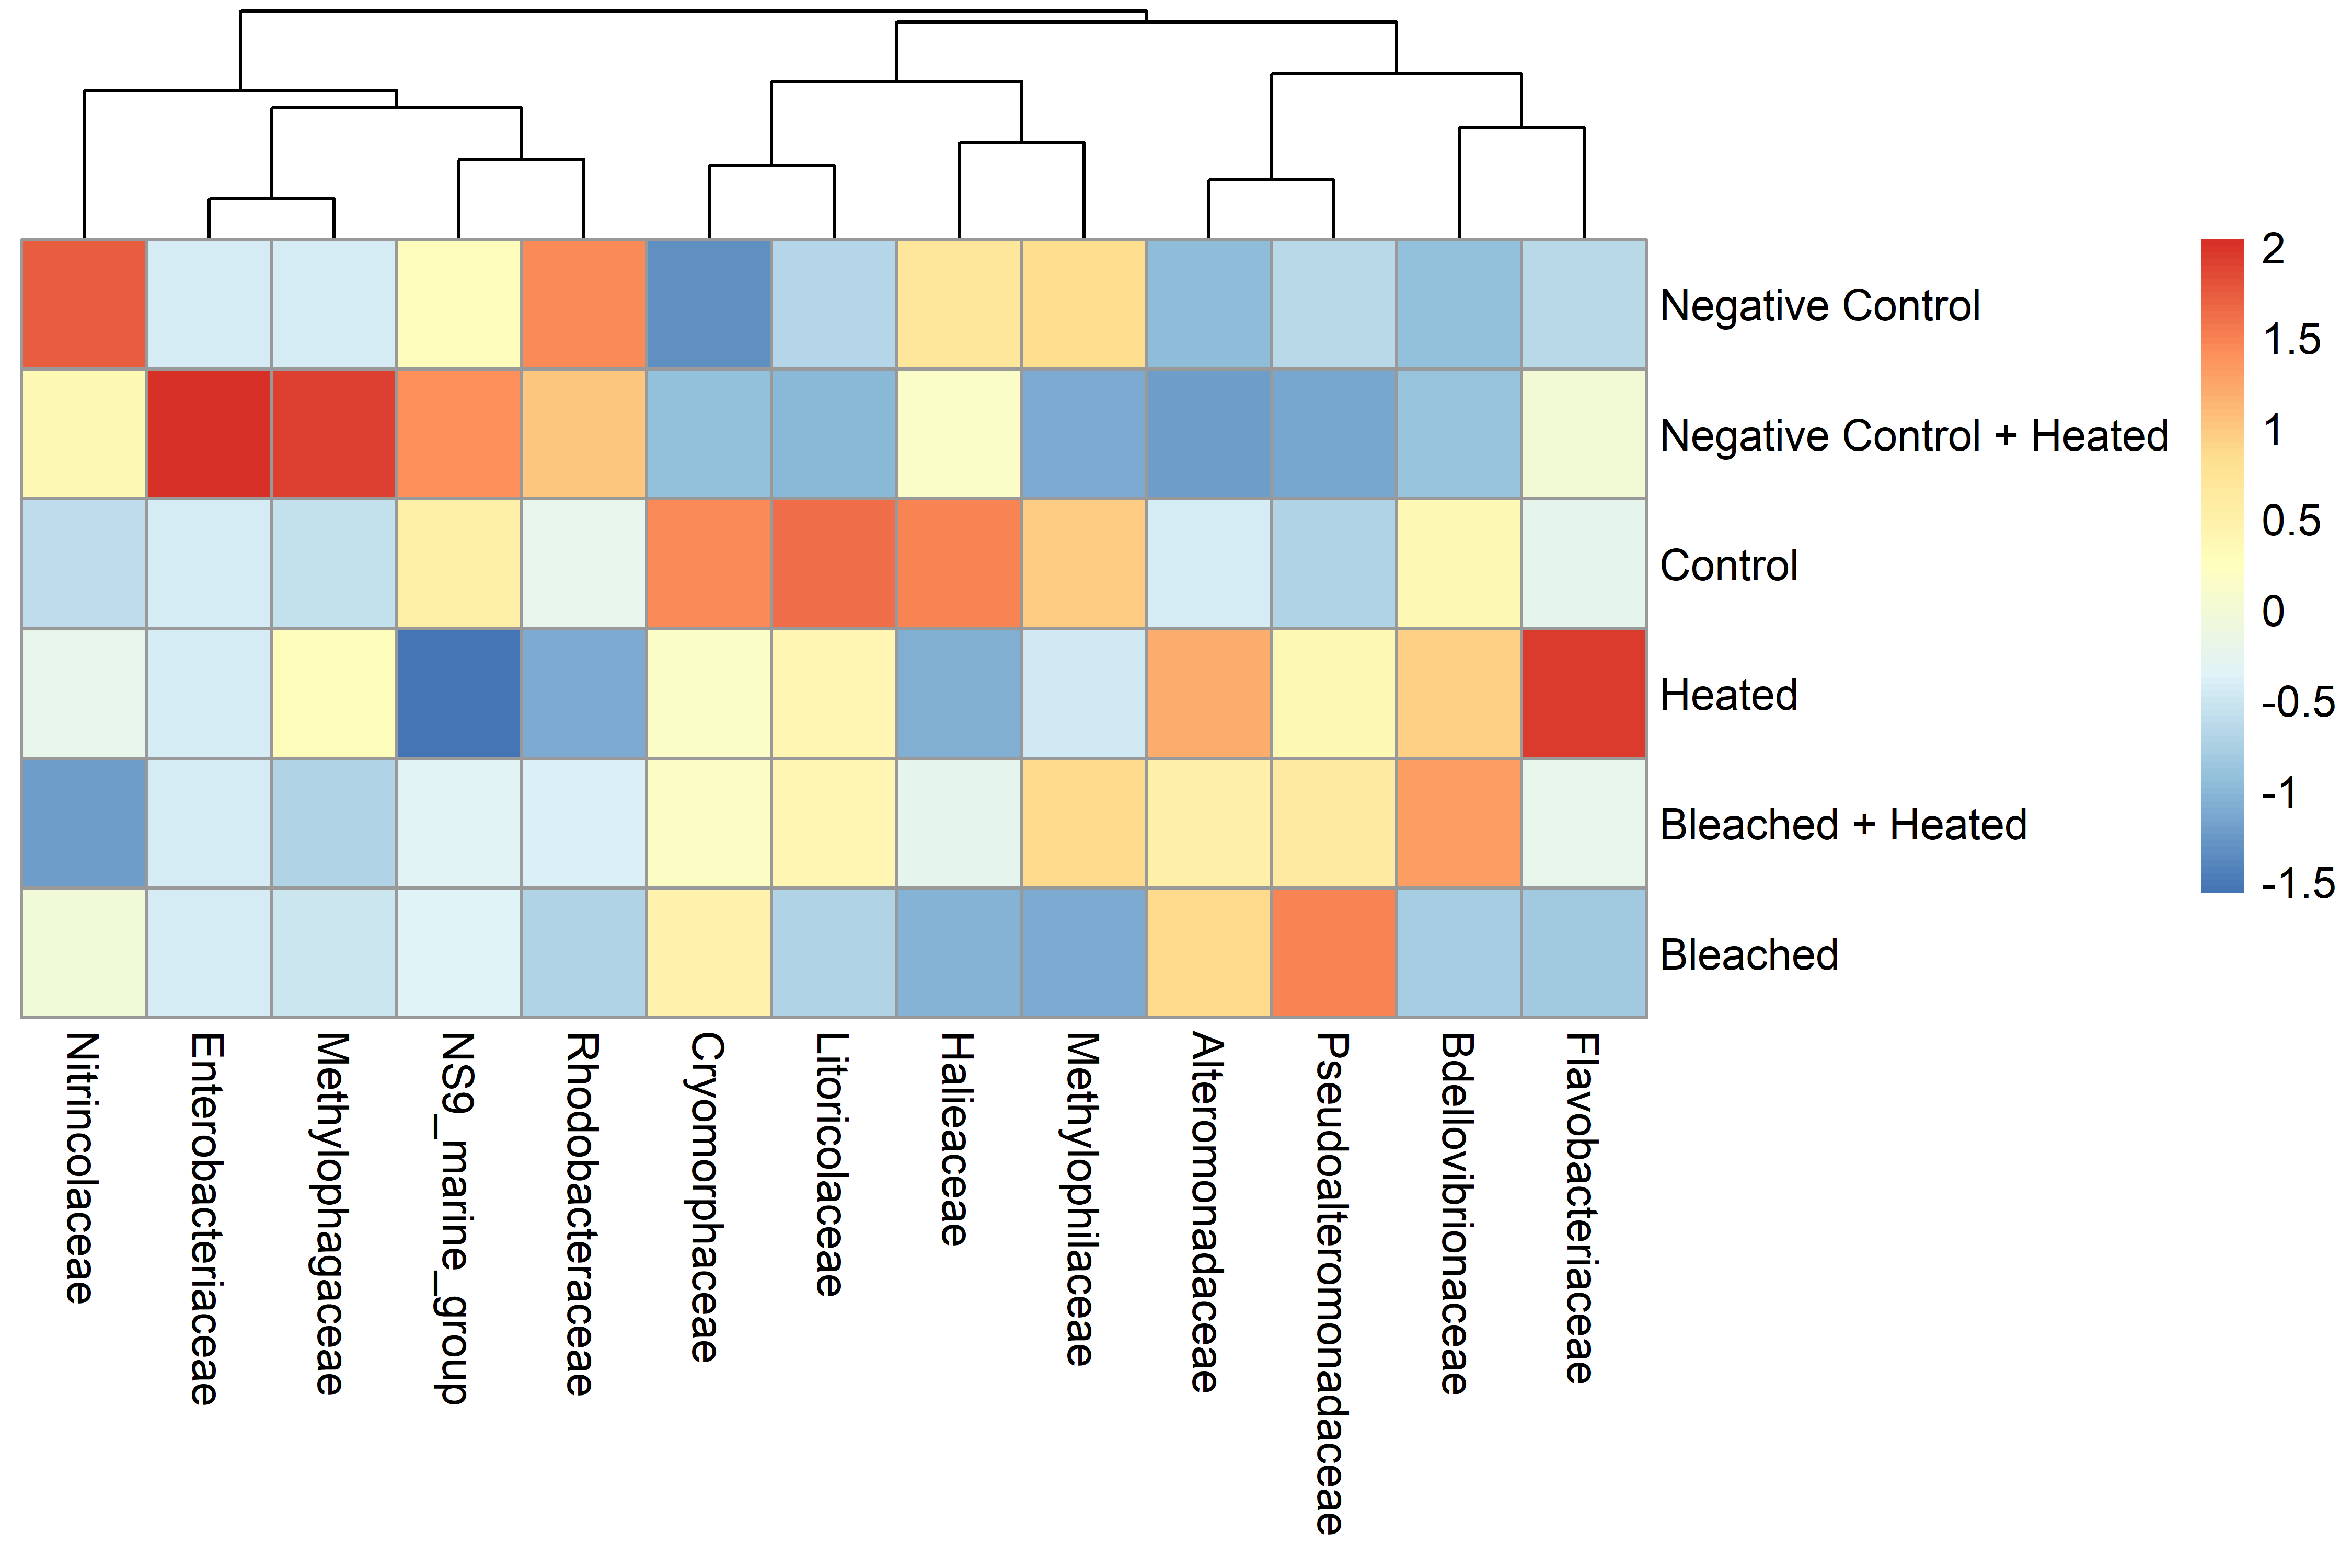 Negative Control
Negative Control + Heated
Control
Heated
Bleached + Heated
Bleached
2
1.5
1
0.5
0
-0.5
-1
-1.5
Nitrincolaceae
Enterobacteriaceae
Methylophagaceae
NS9_marine_group
Rhodobacteraceae
Cryomorphaceae
Litoricolaceae
Halieaceae
Methylophilaceae
Alteromonadaceae
Pseudoalteromonadaceae
Bdellovibrionaceae
Flavobacteriaceae